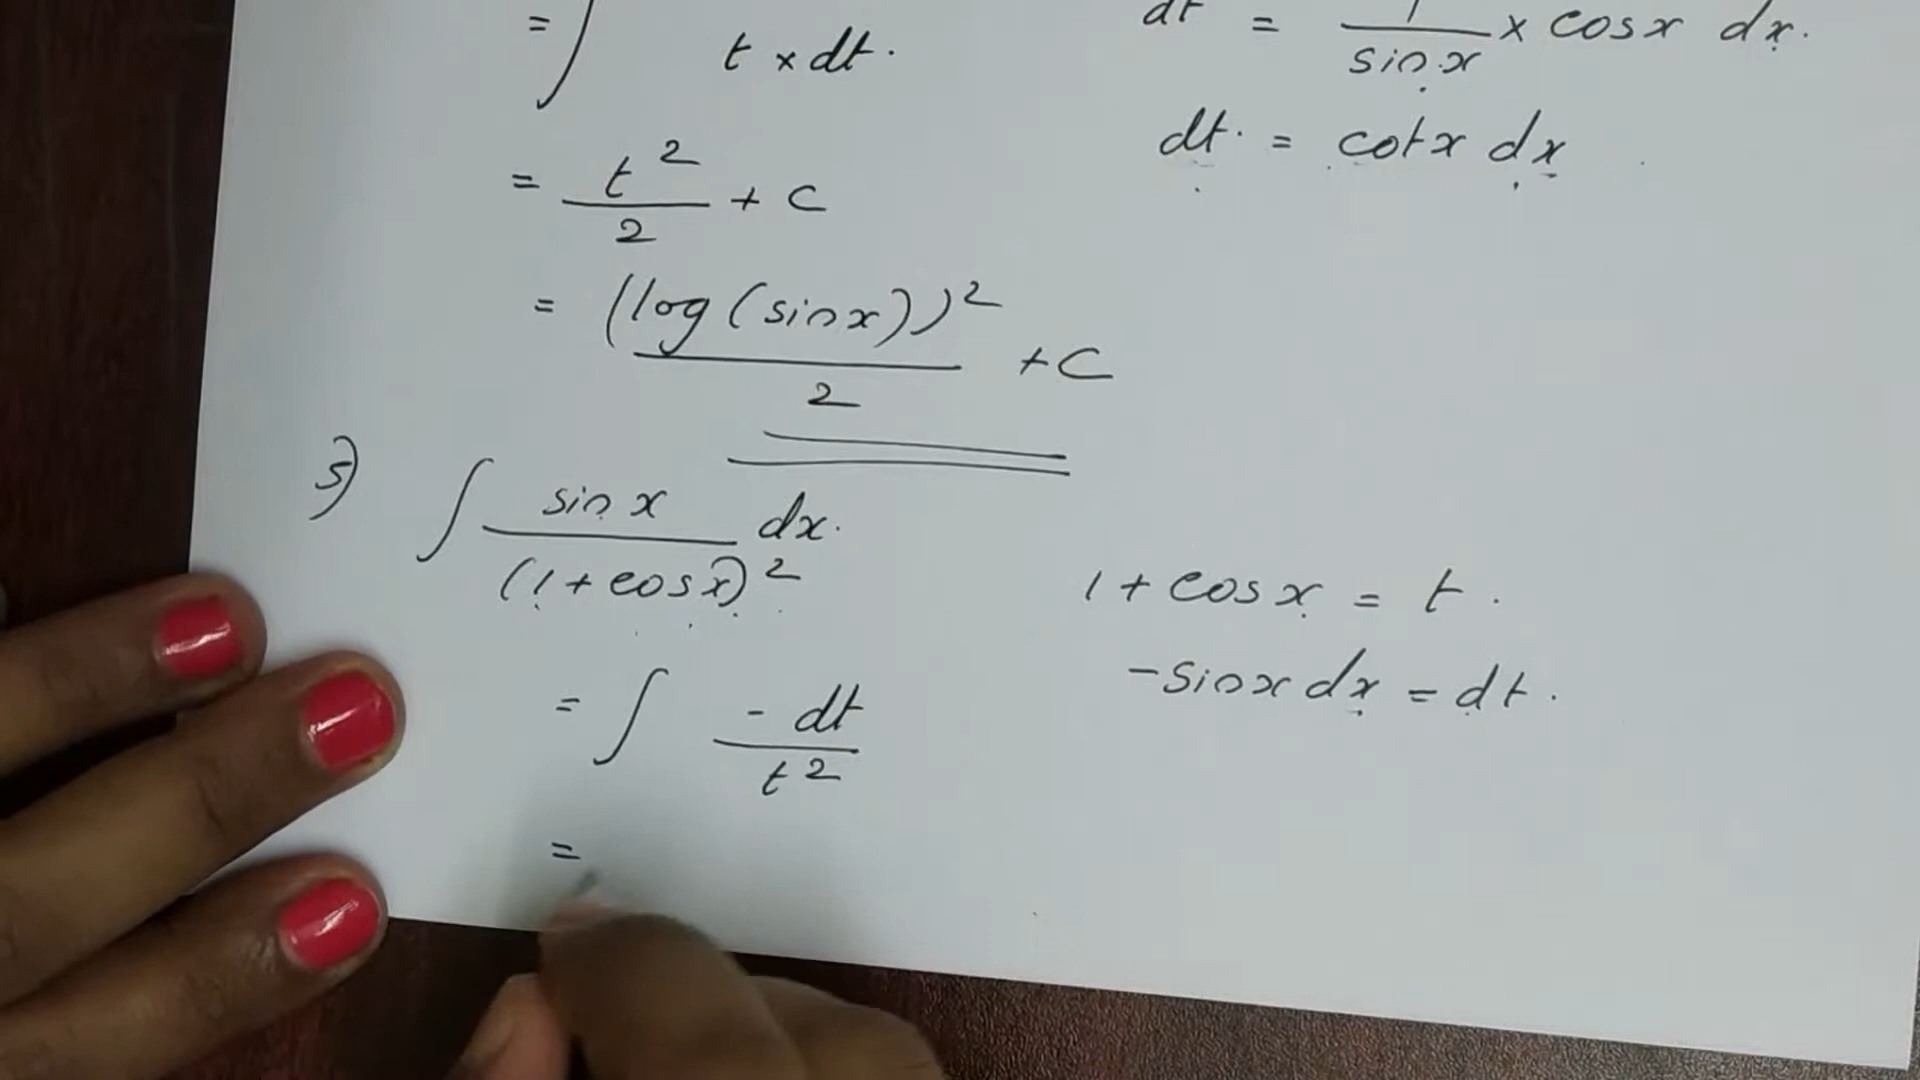 = ∫ t × dt.
dt = 1/sin x × cos x dx.
dt. = cot x dx
= t²/2 + c
= (log(sin x))²/2 + C
5) ∫ sin x/(1 + cos x)² dx.
1 + cos x = t.
-sin x dx = dt.
= ∫ - dt/t²
=